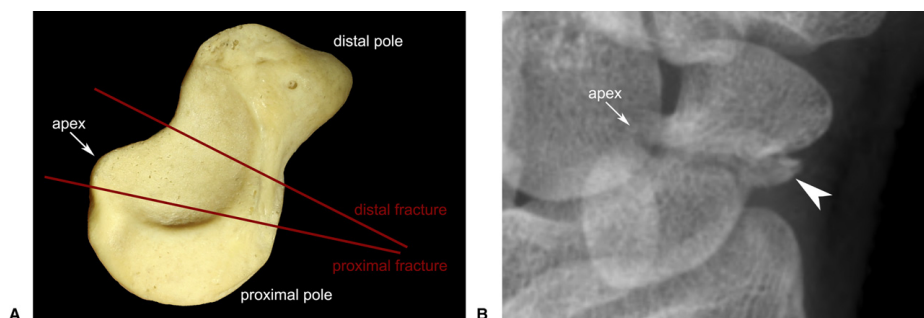 distal pole
apex
distal fracture
proximal fracture
proximal pole
A
apex
B